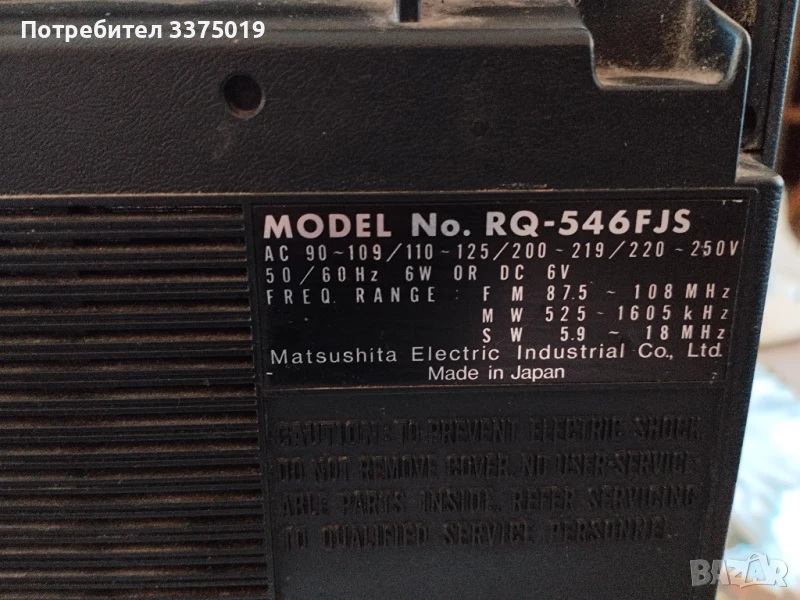 Потребител 3375019
MODEL No. RQ-546FJS
AC 90~109/110~125/200~219/220~250V
50/60Hz 6W OR DC 6V
FREQ. RANGE : FM 87.5 ~ 108 MHz
MW 525 ~ 1605 kHz
SW 5.9 ~ 18 MHz
Matsushita Electric Industrial Co., Ltd.
Made in Japan
CAUTION: TO PREVENT ELECTRIC SHOCK
DO NOT REMOVE COVER. NO USER-SERVICE
ABLE PARTS INSIDE. REFER SERVICING
TO QUALIFIED SERVICE PERSONNEL.
BAZAR